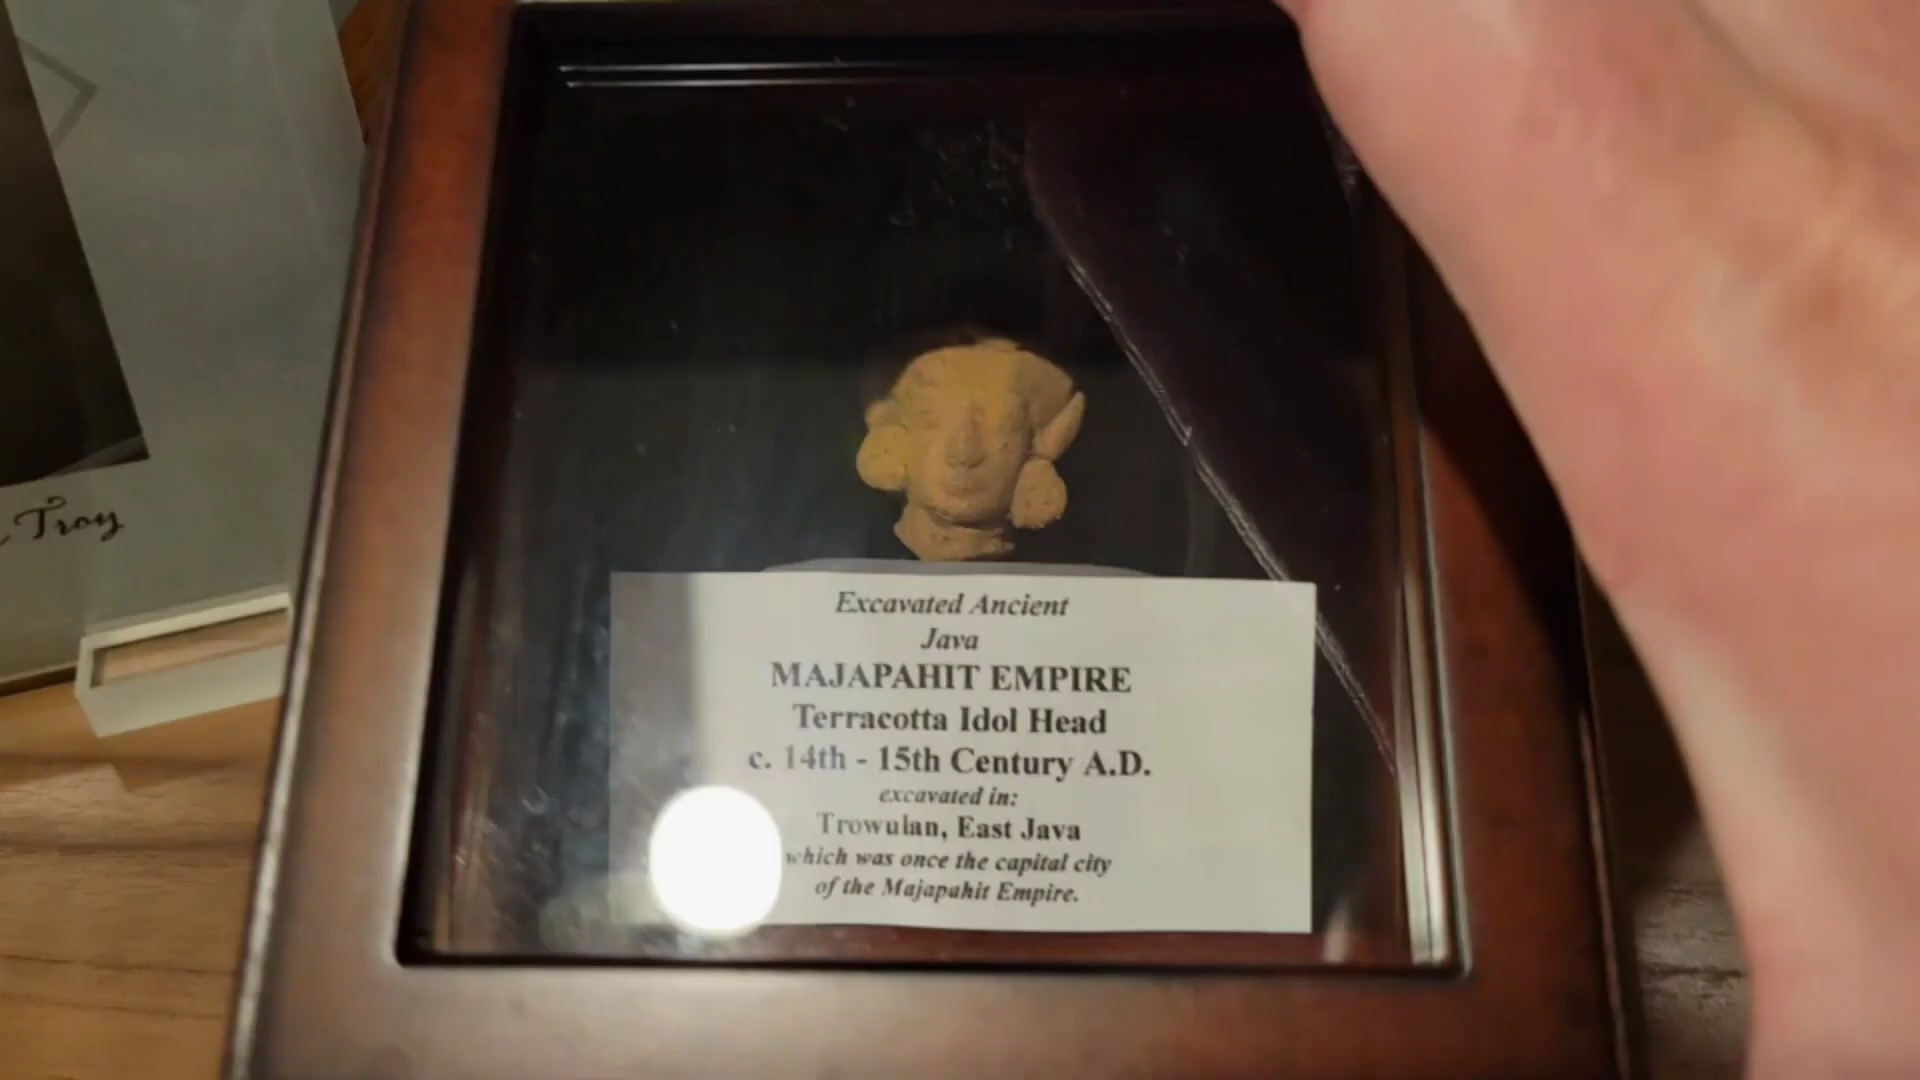 Troy
Excavated Ancient
Java
MAJAPAHIT EMPIRE
Terracotta Idol Head
c. 14th - 15th Century A.D.
excavated in:
Trowulan, East Java
which was once the capital city
of the Majapahit Empire.